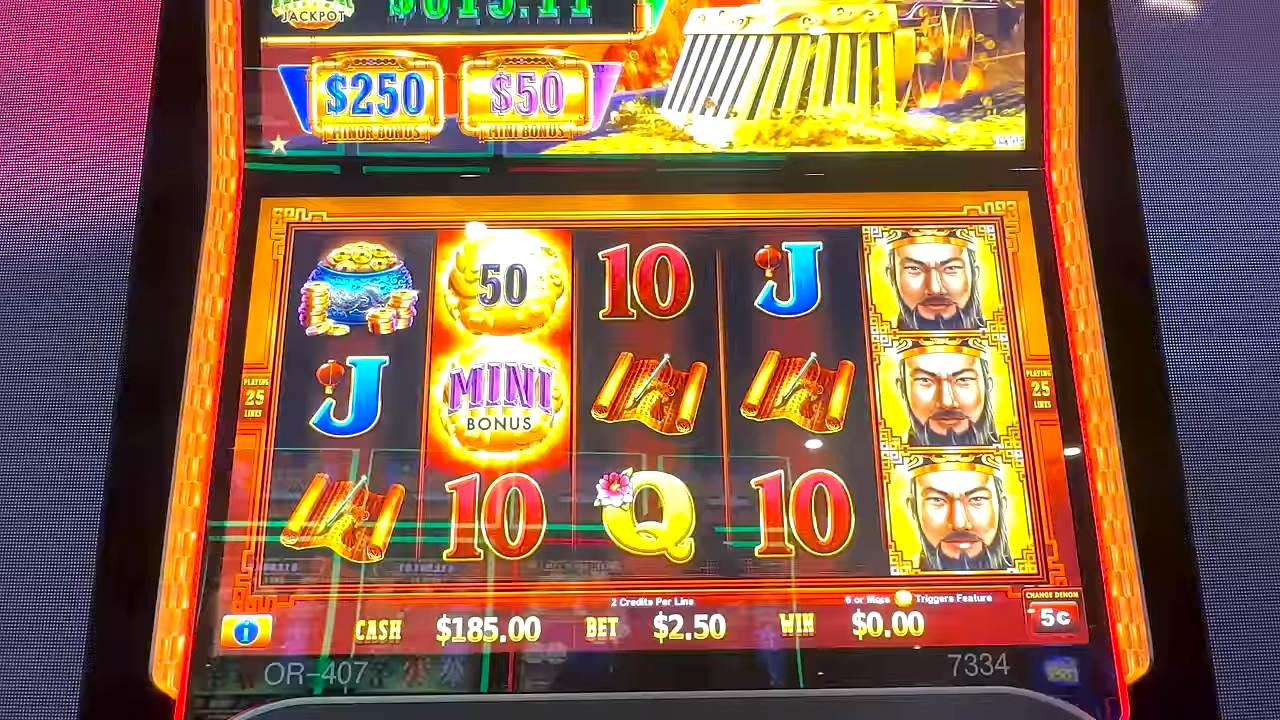 JACKPOT
$250
MINOR BONUS
$50
MINI BONUS
50
10
J
J
MINI
BONUS
PLAYING
25
LINES
PLAYING
25
LINES
10
Q
10
2 Credits Per Line
6 or More Triggers Feature
CHANGE DENOM
5¢
CASH $185.00
BET $2.50
WIN $0.00
OR-407
7334